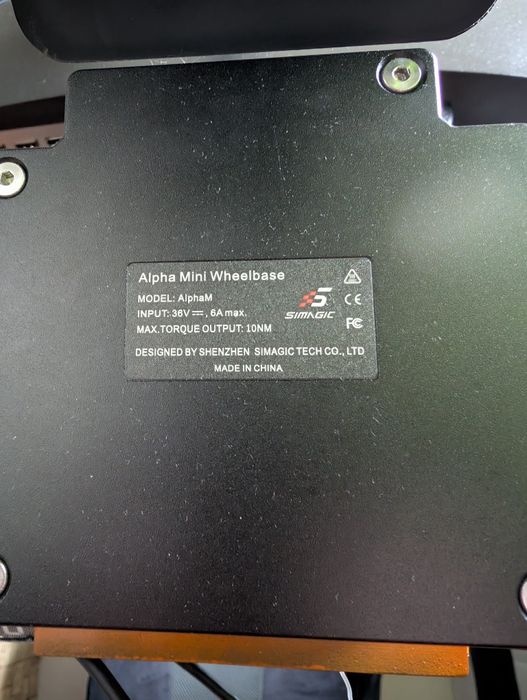 Alpha Mini Wheelbase
MODEL: AlphaM
INPUT: 36V⎓, 6A max.
MAX.TORQUE OUTPUT: 10NM
SIMAGIC
CE
FC
DESIGNED BY SHENZHEN SIMAGIC TECH CO., LTD
MADE IN CHINA